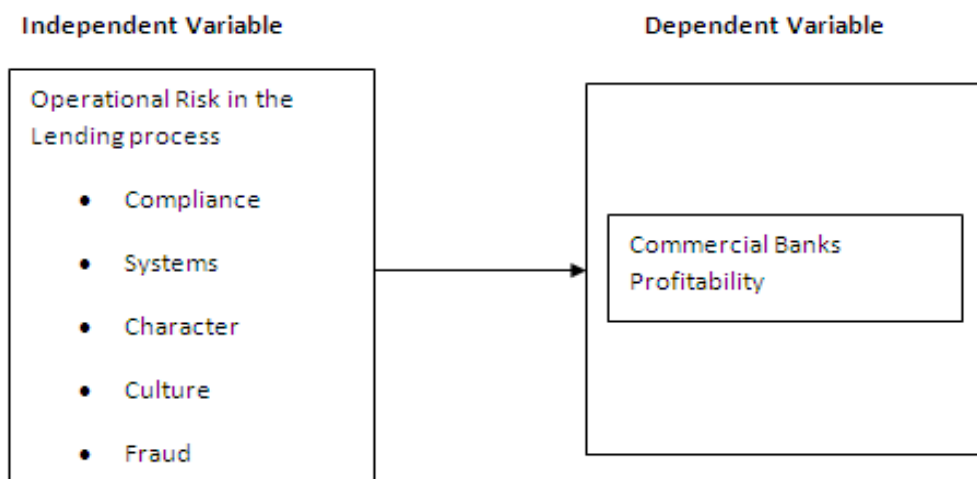 Independent Variable
Dependent Variable
Operational Risk in the
Lending process
• Compliance
• Systems
• Character
• Culture
• Fraud
Commercial Banks
Profitability